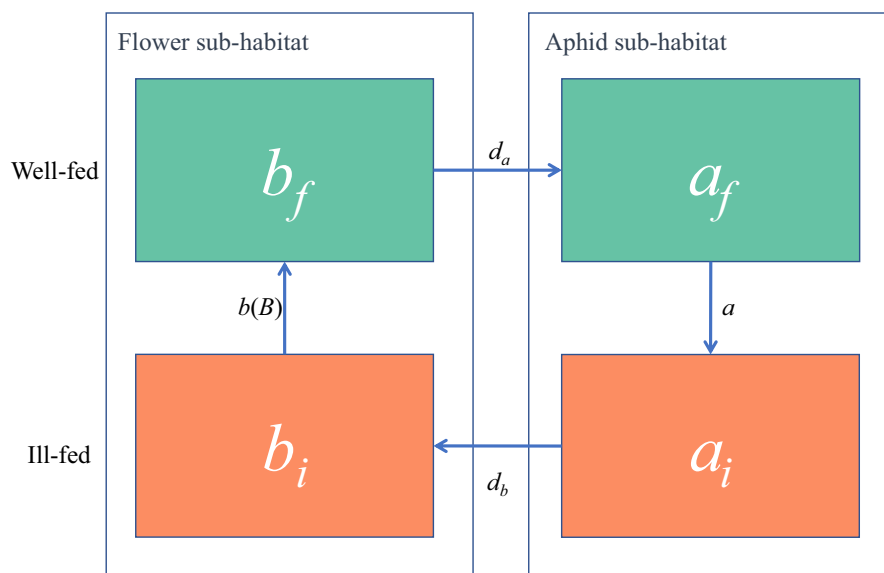 Flower sub-habitat
Aphid sub-habitat
Well-fed
b_f
d_a
a_f
b(B)
a
Ill-fed
b_i
d_b
a_i